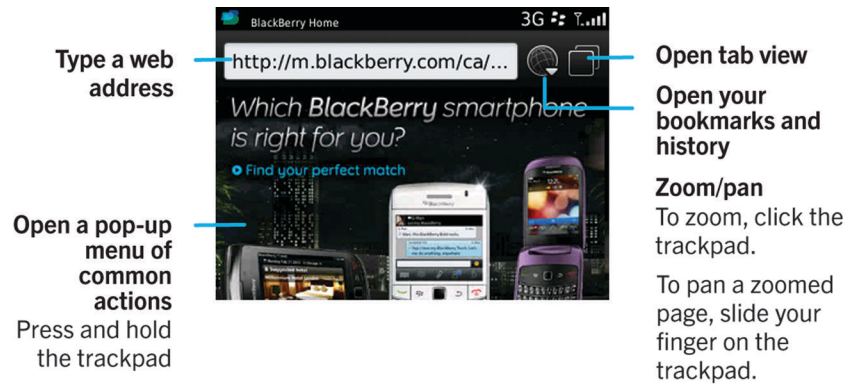 BlackBerry Home
3G
http://m.blackberry.com/ca/...
Which BlackBerry smartphone
is right for you?
Find your perfect match
Type a web
address
Open a pop-up
menu of
common
actions
Press and hold
the trackpad
Open tab view
Open your
bookmarks and
history
Zoom/pan
To zoom, click the
trackpad.
To pan a zoomed
page, slide your
finger on the
trackpad.